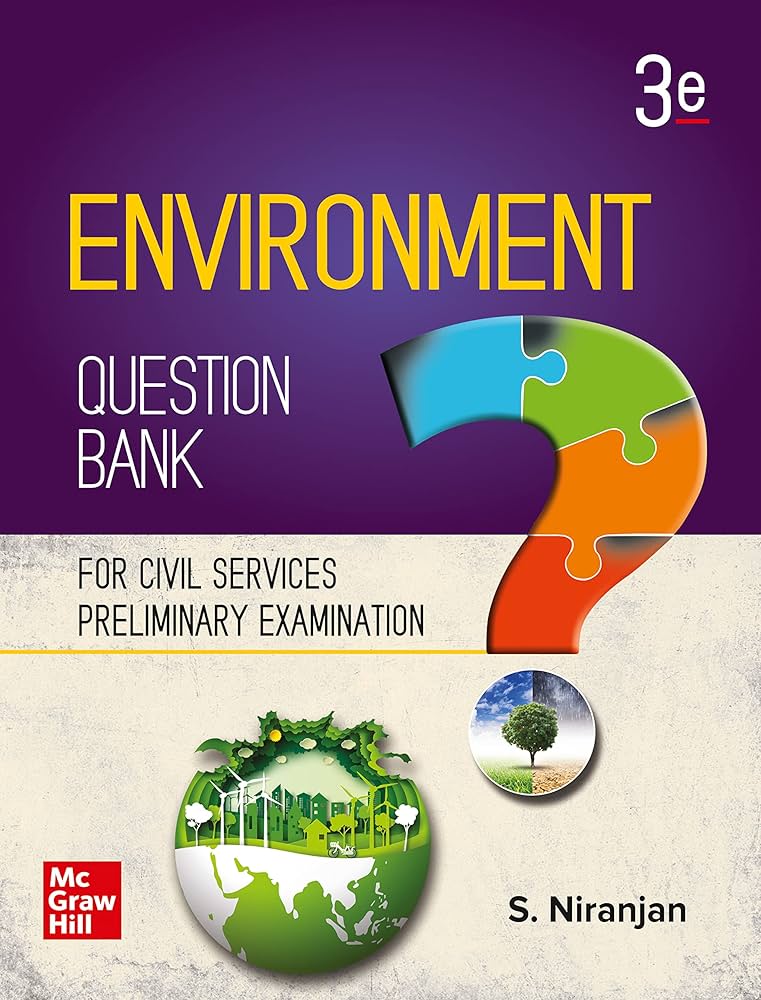 3e
ENVIRONMENT
QUESTION
BANK
FOR CIVIL SERVICES
PRELIMINARY EXAMINATION
Mc
Graw
Hill
S. Niranjan